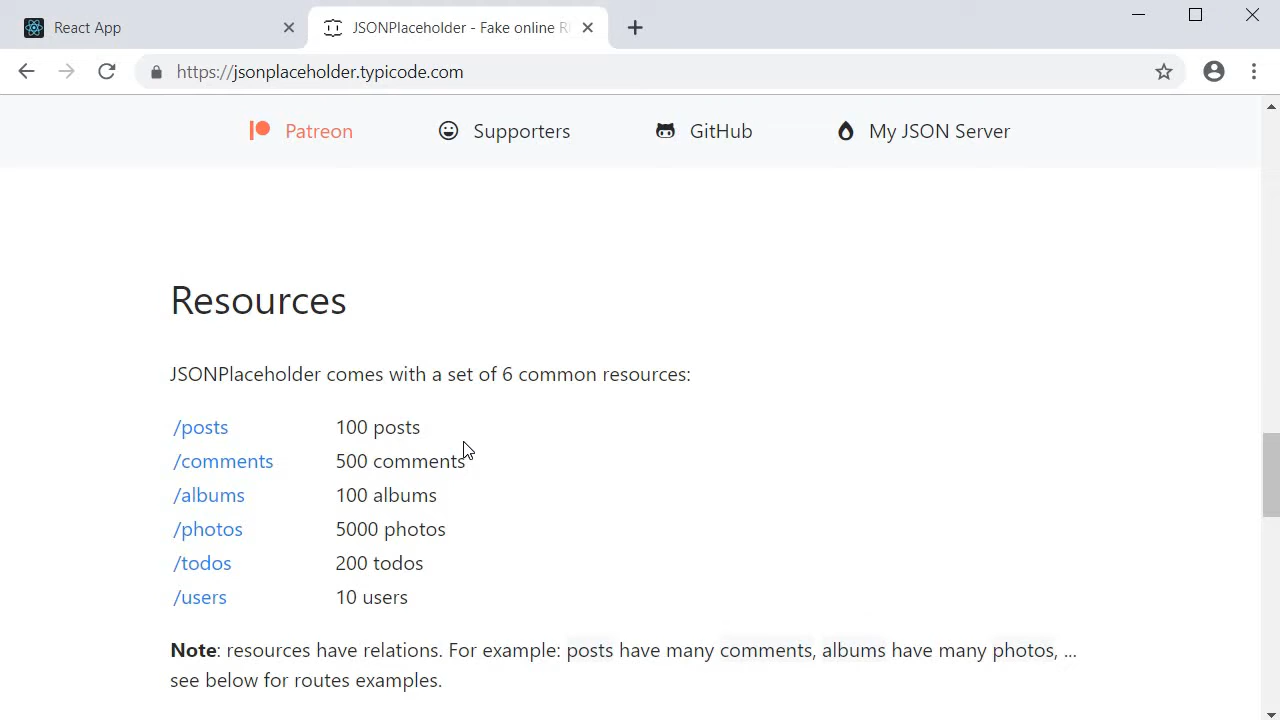 React App
JSONPlaceholder - Fake online R
https://jsonplaceholder.typicode.com
Patreon
Supporters
GitHub
My JSON Server
Resources
JSONPlaceholder comes with a set of 6 common resources:
/posts 100 posts
/comments 500 comments
/albums 100 albums
/photos 5000 photos
/todos 200 todos
/users 10 users
Note: resources have relations. For example: posts have many comments, albums have many photos, ...
see below for routes examples.